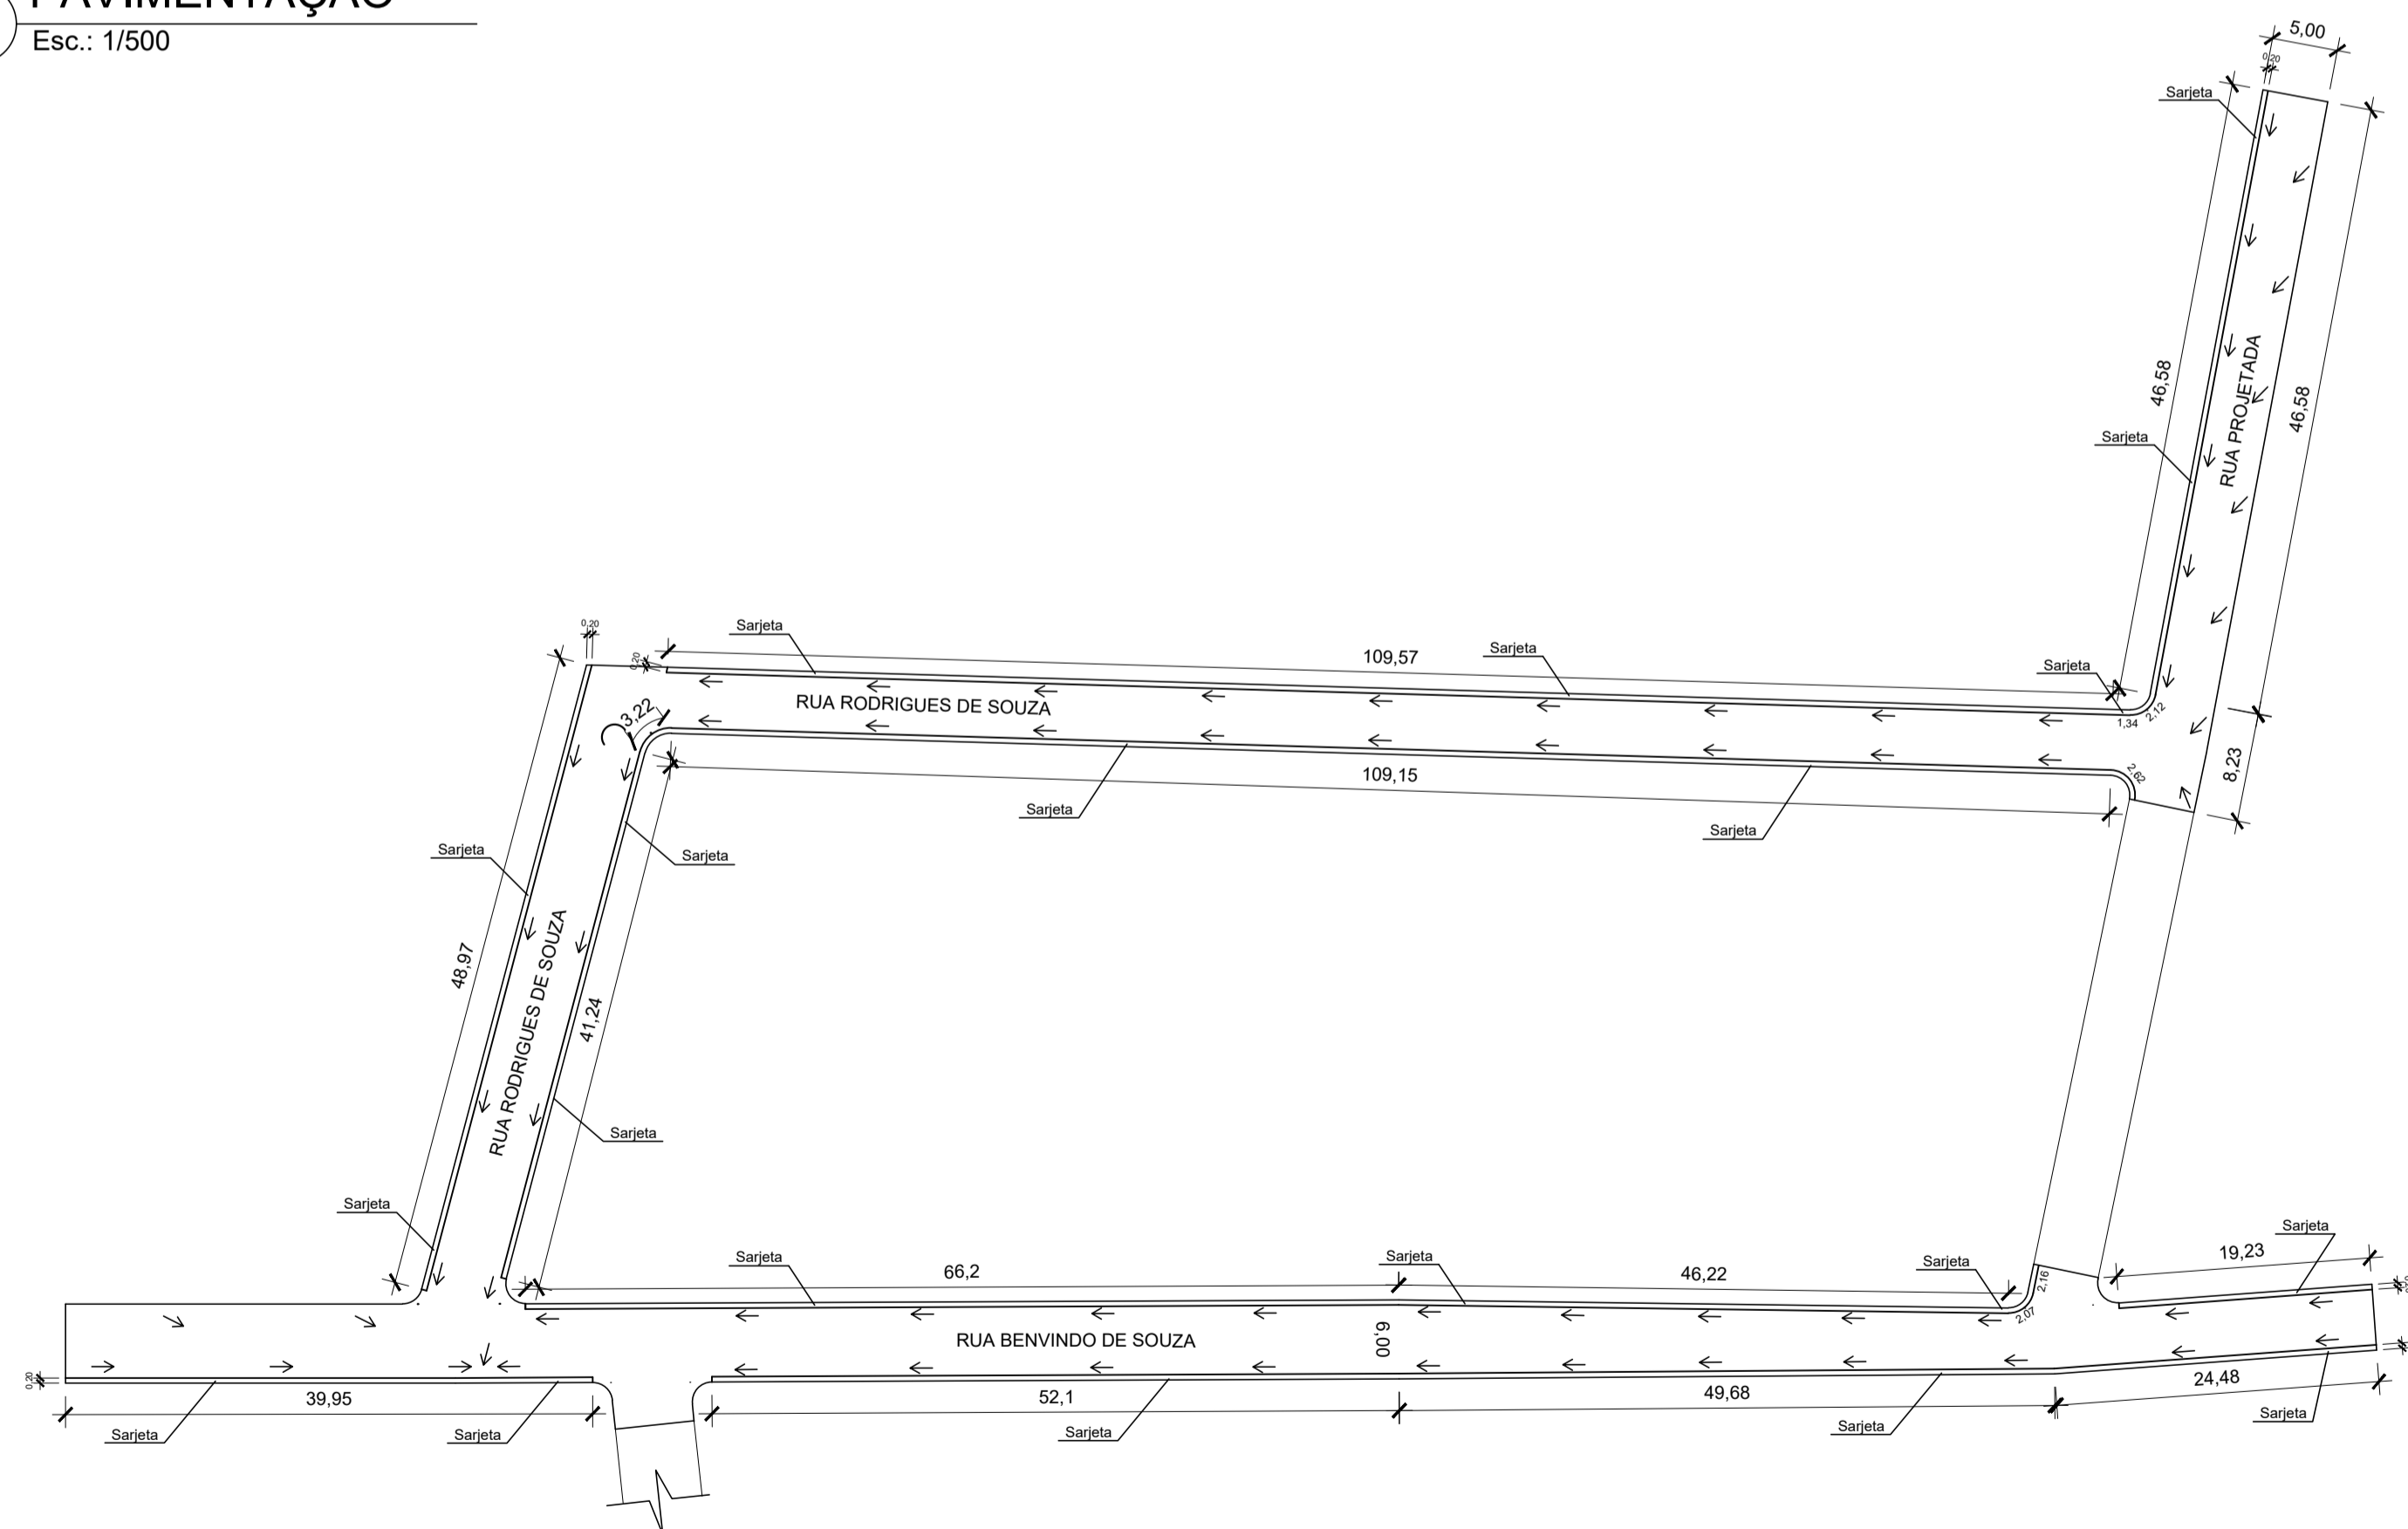 PAVIMENTAÇÃO
Esc.: 1/500
5,00
0,20
Sarjeta
46,58
RUA PROJETADA
46,58
Sarjeta
0,20
Sarjeta
0,20
109,57
Sarjeta
Sarjeta
3,22
RUA RODRIGUES DE SOUZA
1,34
2,12
109,15
2,62
8,23
Sarjeta
Sarjeta
Sarjeta
Sarjeta
48,97
RUA RODRIGUES DE SOUZA
41,24
Sarjeta
Sarjeta
Sarjeta
66,2
Sarjeta
46,22
Sarjeta
2,16
2,07
19,23
Sarjeta
RUA BENVINDO DE SOUZA
6,00
0,20
39,95
52,1
49,68
24,48
Sarjeta
Sarjeta
Sarjeta
Sarjeta
Sarjeta